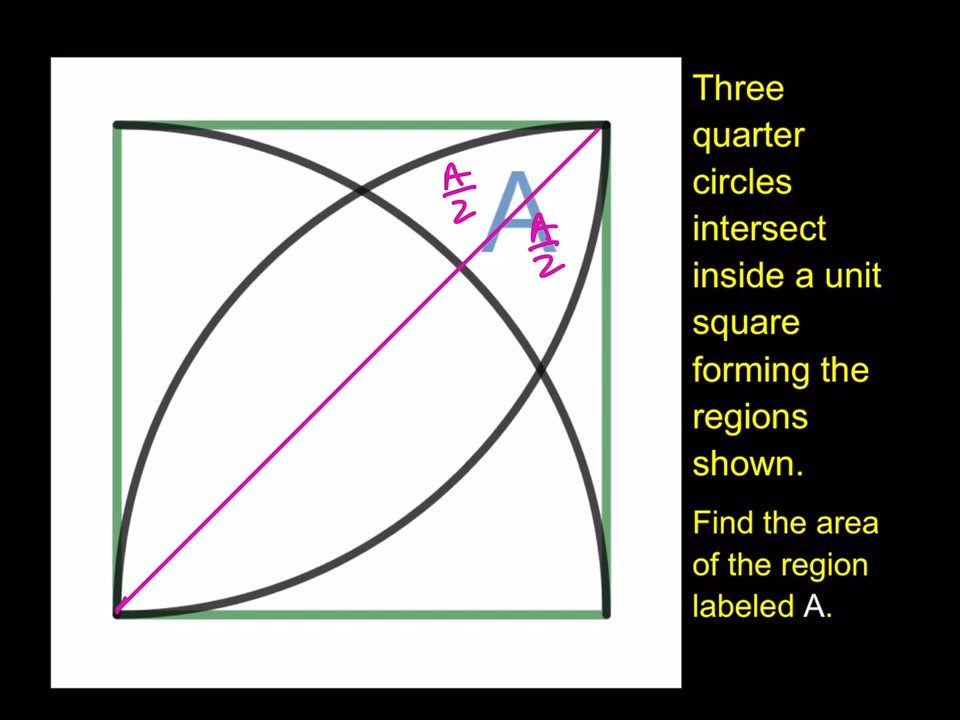 Three
quarter
circles
intersect
inside a unit
square
forming the
regions
shown.
Find the area
of the region
labeled A.
A
A
2
A
2